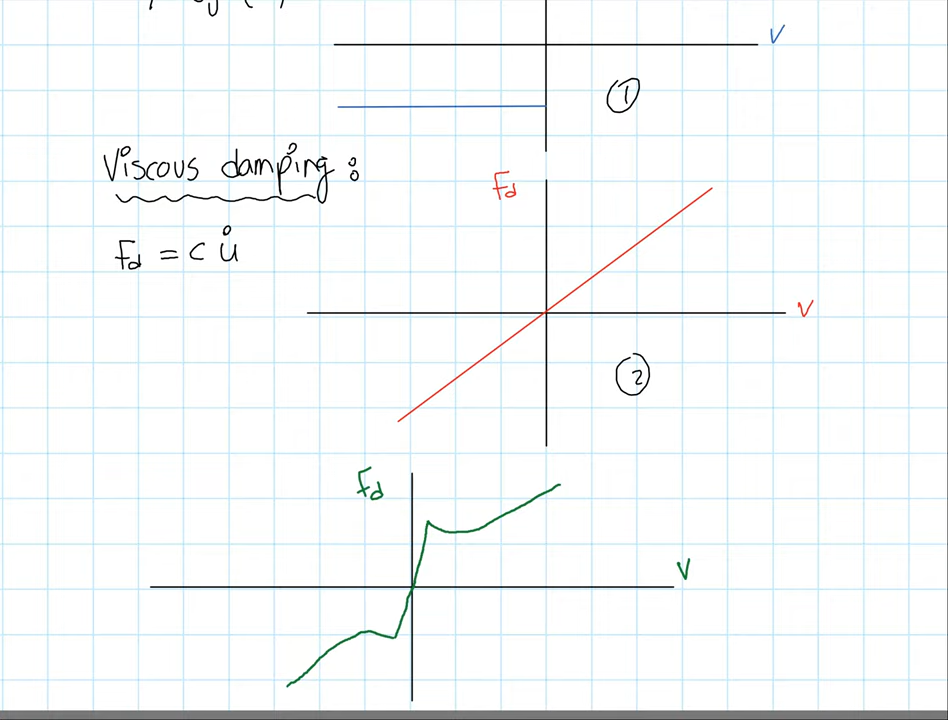 V
①
Viscous damping :
Fd
Fd = c u̇
V
②
Fd
V